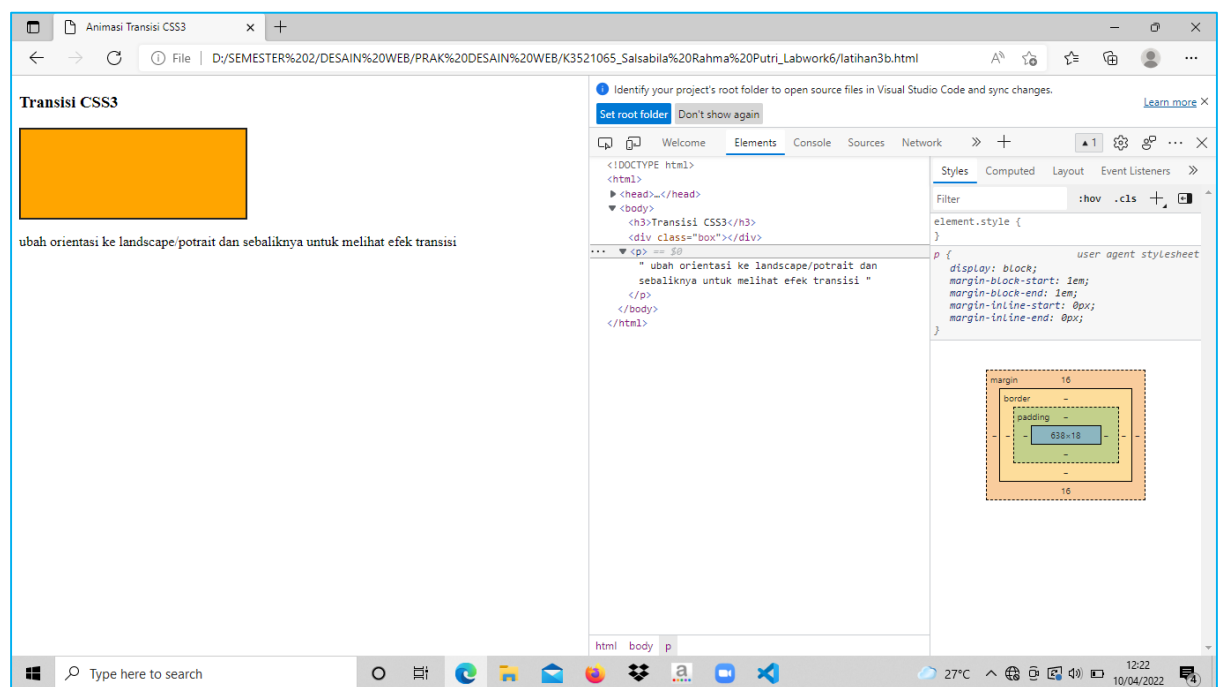 Animasi Transisi CSS3
File | D:/SEMESTER%202/DESAIN%20WEB/PRAK%20DESAIN%20WEB/K3521065_Salsabila%20Rahma%20Putri_Labwork6/latihan3b.html
Transisi CSS3
ubah orientasi ke landscape/potrait dan sebaliknya untuk melihat efek transisi
Identify your project's root folder to open source files in Visual Studio Code and sync changes.
Learn more
Set root folder Don't show again
Welcome Elements Console Sources Network » 1
<!DOCTYPE html>
<html>
<head>…</head>
<body>
<h3>Transisi CSS3</h3>
<div class="box"></div>
<p> == $0
" ubah orientasi ke landscape/potrait dan
sebaliknya untuk melihat efek transisi "
</p>
</body>
</html>
html body p
Styles Computed Layout Event Listeners »
Filter :hov .cls
element.style {
}
p { user agent stylesheet
display: block;
margin-block-start: 1em;
margin-block-end: 1em;
margin-inline-start: 0px;
margin-inline-end: 0px;
}
margin 16
border –
padding –
– – – 638×18 – – –
–
–
16
Type here to search
a
27°C
12:22
10/04/2022
4